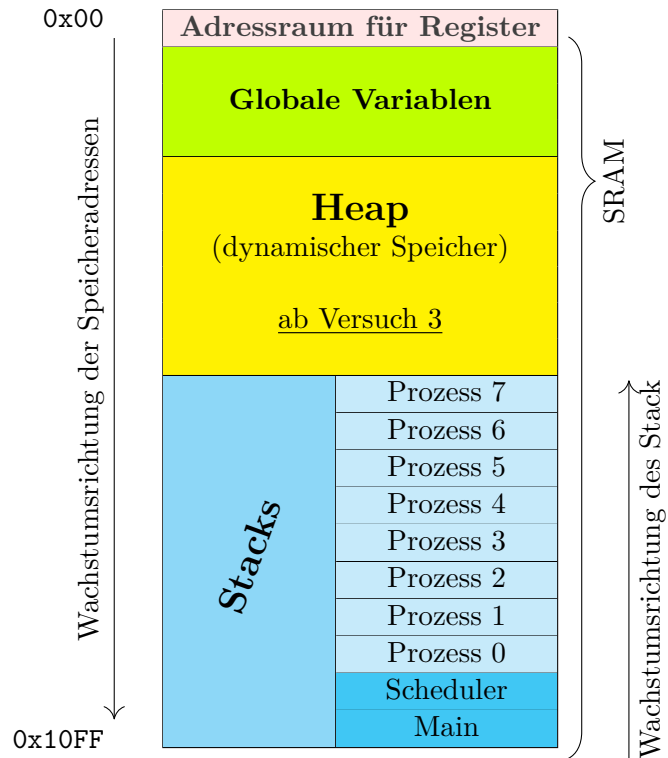 0x00
Adressraum für Register
Globale Variablen
Heap
(dynamischer Speicher)
ab Versuch 3
Wachstumsrichtung der Speicheradressen
SRAM
Stacks
Prozess 7
Prozess 6
Prozess 5
Prozess 4
Prozess 3
Prozess 2
Prozess 1
Prozess 0
Scheduler
Main
Wachstumsrichtung des Stack
0x10FF